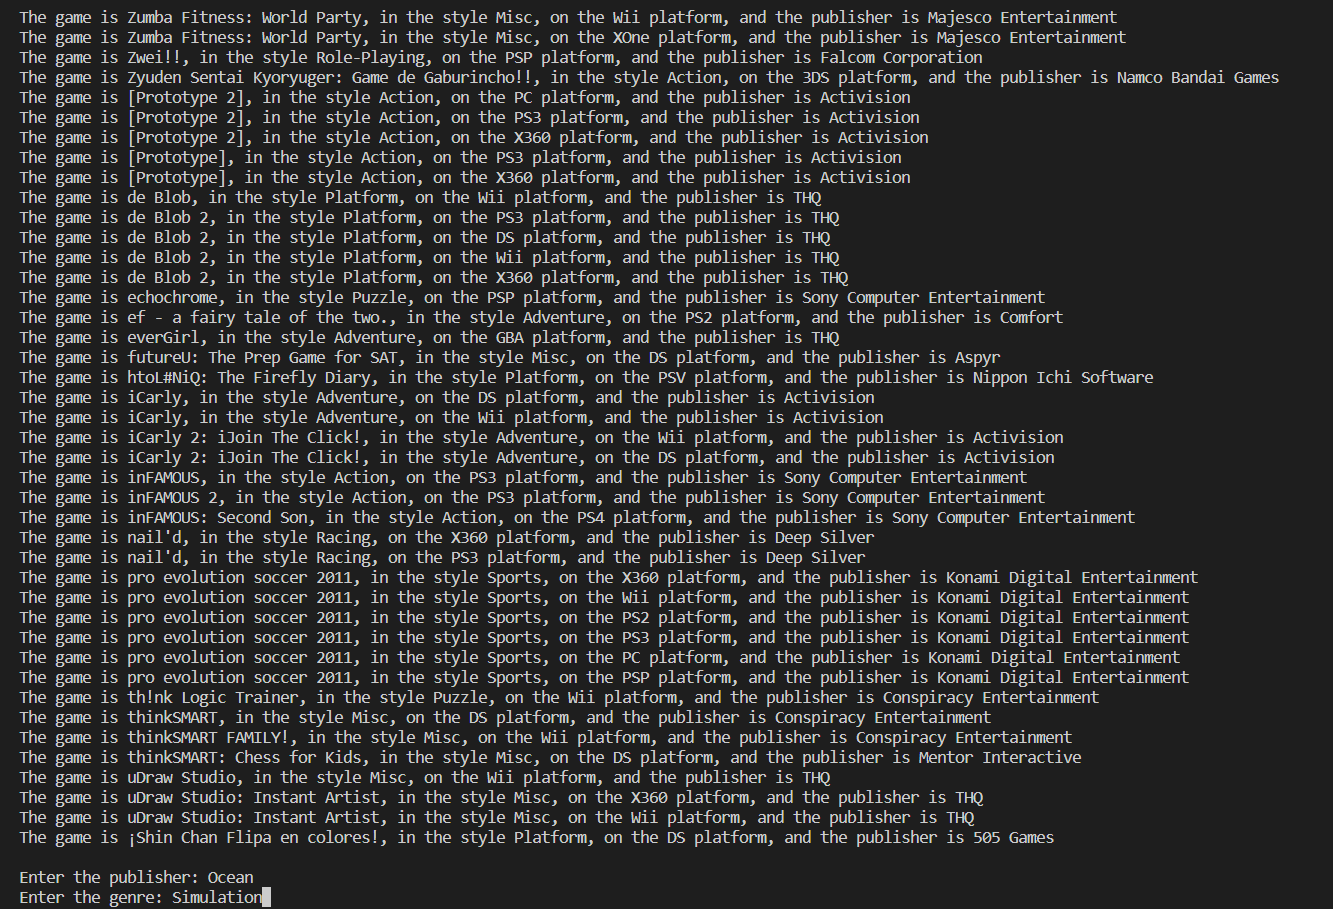 The game is Zumba Fitness: World Party, in the style Misc, on the Wii platform, and the publisher is Majesco Entertainment
The game is Zumba Fitness: World Party, in the style Misc, on the XOne platform, and the publisher is Majesco Entertainment
The game is Zwei!!, in the style Role-Playing, on the PSP platform, and the publisher is Falcom Corporation
The game is Zyuden Sentai Kyoryuger: Game de Gaburincho!!, in the style Action, on the 3DS platform, and the publisher is Namco Bandai Games
The game is [Prototype 2], in the style Action, on the PC platform, and the publisher is Activision
The game is [Prototype 2], in the style Action, on the PS3 platform, and the publisher is Activision
The game is [Prototype 2], in the style Action, on the X360 platform, and the publisher is Activision
The game is [Prototype], in the style Action, on the PS3 platform, and the publisher is Activision
The game is [Prototype], in the style Action, on the X360 platform, and the publisher is Activision
The game is de Blob, in the style Platform, on the Wii platform, and the publisher is THQ
The game is de Blob 2, in the style Platform, on the PS3 platform, and the publisher is THQ
The game is de Blob 2, in the style Platform, on the DS platform, and the publisher is THQ
The game is de Blob 2, in the style Platform, on the Wii platform, and the publisher is THQ
The game is de Blob 2, in the style Platform, on the X360 platform, and the publisher is THQ
The game is echochrome, in the style Puzzle, on the PSP platform, and the publisher is Sony Computer Entertainment
The game is ef - a fairy tale of the two., in the style Adventure, on the PS2 platform, and the publisher is Comfort
The game is everGirl, in the style Adventure, on the GBA platform, and the publisher is THQ
The game is futureU: The Prep Game for SAT, in the style Misc, on the DS platform, and the publisher is Aspyr
The game is htoL#NiQ: The Firefly Diary, in the style Platform, on the PSV platform, and the publisher is Nippon Ichi Software
The game is iCarly, in the style Adventure, on the DS platform, and the publisher is Activision
The game is iCarly, in the style Adventure, on the Wii platform, and the publisher is Activision
The game is iCarly 2: iJoin The Click!, in the style Adventure, on the Wii platform, and the publisher is Activision
The game is iCarly 2: iJoin The Click!, in the style Adventure, on the DS platform, and the publisher is Activision
The game is inFAMOUS, in the style Action, on the PS3 platform, and the publisher is Sony Computer Entertainment
The game is inFAMOUS 2, in the style Action, on the PS3 platform, and the publisher is Sony Computer Entertainment
The game is inFAMOUS: Second Son, in the style Action, on the PS4 platform, and the publisher is Sony Computer Entertainment
The game is nail'd, in the style Racing, on the X360 platform, and the publisher is Deep Silver
The game is nail'd, in the style Racing, on the PS3 platform, and the publisher is Deep Silver
The game is pro evolution soccer 2011, in the style Sports, on the X360 platform, and the publisher is Konami Digital Entertainment
The game is pro evolution soccer 2011, in the style Sports, on the Wii platform, and the publisher is Konami Digital Entertainment
The game is pro evolution soccer 2011, in the style Sports, on the PS2 platform, and the publisher is Konami Digital Entertainment
The game is pro evolution soccer 2011, in the style Sports, on the PS3 platform, and the publisher is Konami Digital Entertainment
The game is pro evolution soccer 2011, in the style Sports, on the PC platform, and the publisher is Konami Digital Entertainment
The game is pro evolution soccer 2011, in the style Sports, on the PSP platform, and the publisher is Konami Digital Entertainment
The game is th!nk Logic Trainer, in the style Puzzle, on the Wii platform, and the publisher is Conspiracy Entertainment
The game is thinkSMART, in the style Misc, on the DS platform, and the publisher is Conspiracy Entertainment
The game is thinkSMART FAMILY!, in the style Misc, on the Wii platform, and the publisher is Conspiracy Entertainment
The game is thinkSMART: Chess for Kids, in the style Misc, on the DS platform, and the publisher is Mentor Interactive
The game is uDraw Studio, in the style Misc, on the Wii platform, and the publisher is THQ
The game is uDraw Studio: Instant Artist, in the style Misc, on the X360 platform, and the publisher is THQ
The game is uDraw Studio: Instant Artist, in the style Misc, on the Wii platform, and the publisher is THQ
The game is ¡Shin Chan Flipa en colores!, in the style Platform, on the DS platform, and the publisher is 505 Games
Enter the publisher: Ocean
Enter the genre: Simulation